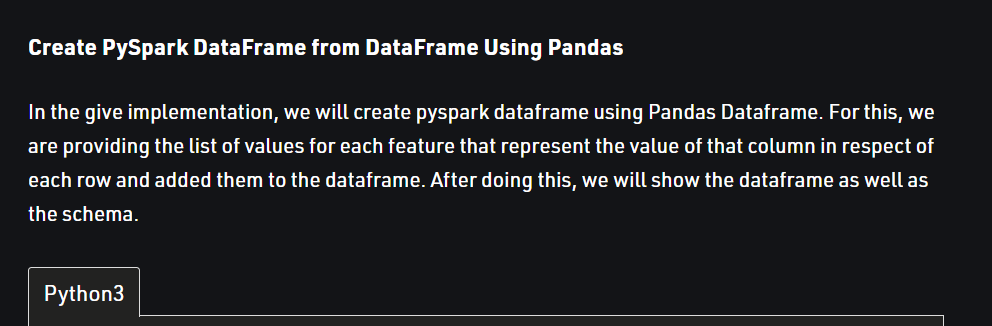 Create PySpark DataFrame from DataFrame Using Pandas
In the give implementation, we will create pyspark dataframe using Pandas Dataframe. For this, we
are providing the list of values for each feature that represent the value of that column in respect of
each row and added them to the dataframe. After doing this, we will show the dataframe as well as
the schema.
Python3